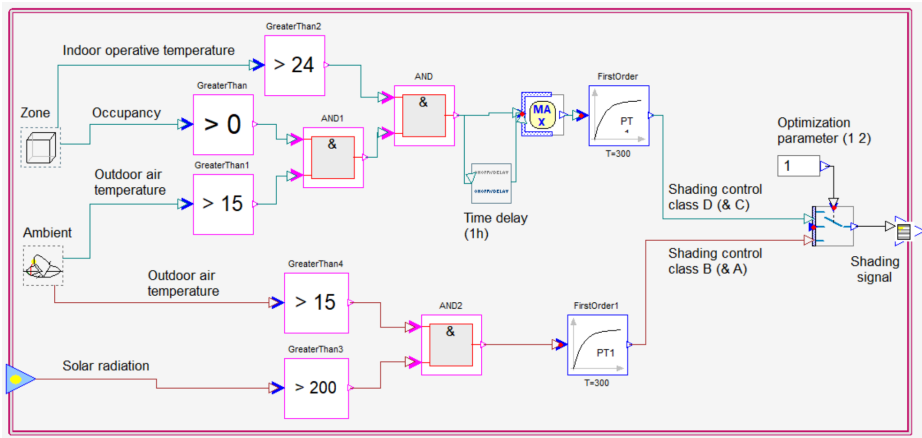 GreaterThan2
Indoor operative temperature
> 24
Zone
Occupancy
GreaterThan
> 0
AND
&
AND1
&
MA
X
FirstOrder
PT
T=300
Optimization
parameter (1 2)
1
GreaterThan1
Outdoor air
temperature
> 15
Time delay
(1h)
Shading control
class D (& C)
Ambient
Shading control
class B (& A)
Shading
signal
Outdoor air
temperature
GreaterThan4
> 15
AND2
&
FirstOrder1
PT1
T=300
GreaterThan3
Solar radiation
> 200